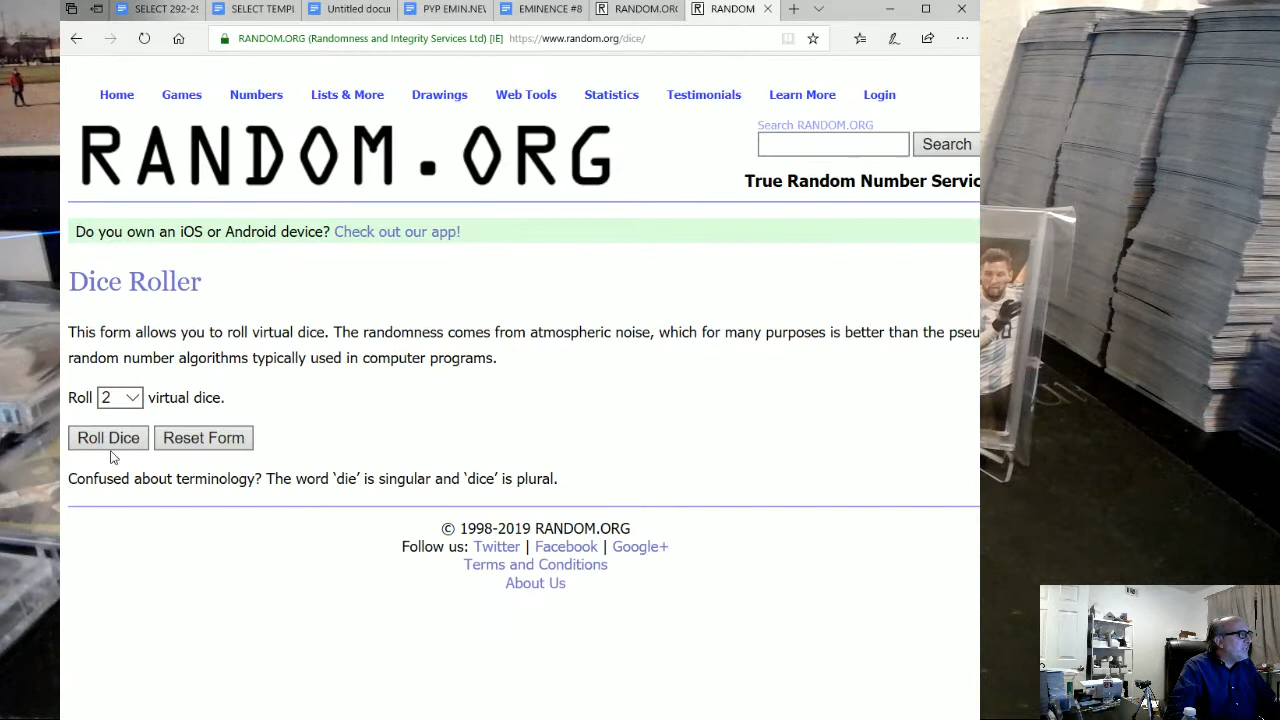 SELECT 292-29
SELECT TEMPL
Untitled docu
PYP EMIN.NE
EMINENCE #8
RANDOM.OR
RANDOM
RANDOM.ORG (Randomness and Integrity Services Ltd) [IE] https://www.random.org/dice/
Home Games Numbers Lists & More Drawings Web Tools Statistics Testimonials Learn More Login
Search RANDOM.ORG
RANDOM.ORG
Search
True Random Number Servic
Do you own an iOS or Android device? Check out our app!
Dice Roller
This form allows you to roll virtual dice. The randomness comes from atmospheric noise, which for many purposes is better than the pseu
random number algorithms typically used in computer programs.
Roll 2 virtual dice.
Roll Dice Reset Form
Confused about terminology? The word ‘die’ is singular and ‘dice’ is plural.
© 1998-2019 RANDOM.ORG
Follow us: Twitter | Facebook | Google+
Terms and Conditions
About Us